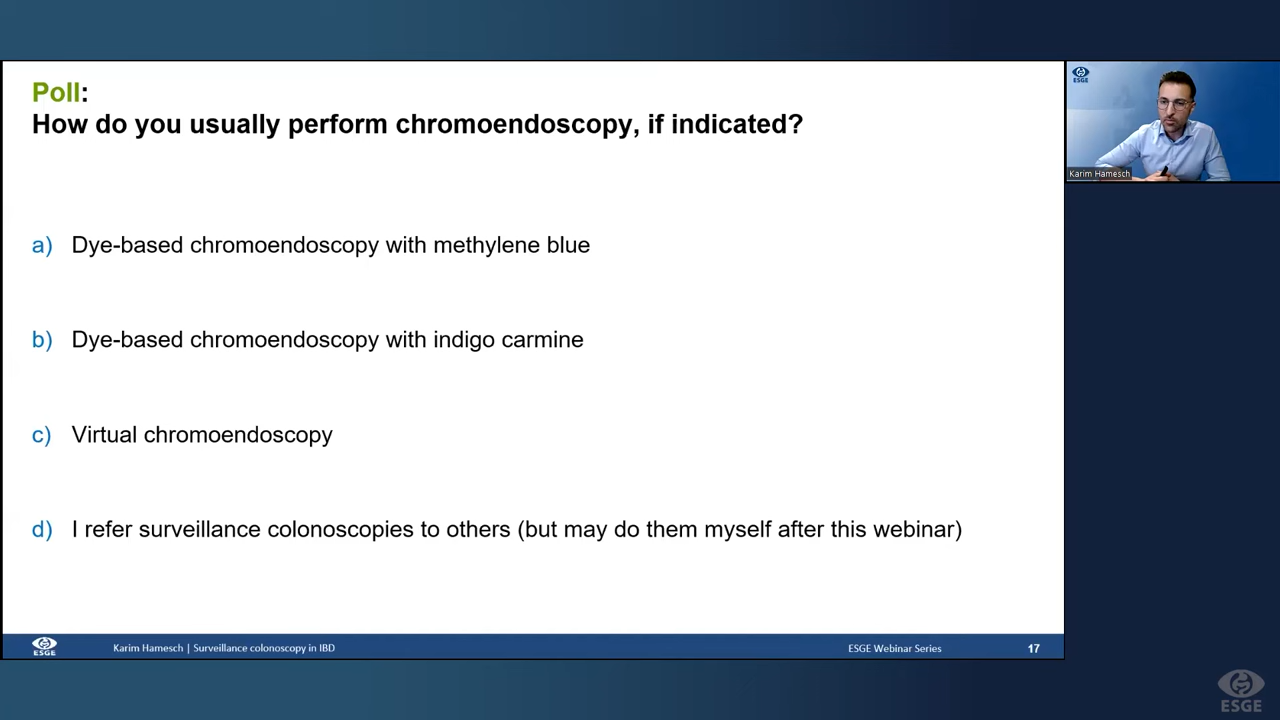 Poll:
How do you usually perform chromoendoscopy, if indicated?
a) Dye-based chromoendoscopy with methylene blue
b) Dye-based chromoendoscopy with indigo carmine
c) Virtual chromoendoscopy
d) I refer surveillance colonoscopies to others (but may do them myself after this webinar)
ESGE
Karim Hamesch | Surveillance colonoscopy in IBD
ESGE Webinar Series
17
ESGE
Karim Hamesch
ESGE